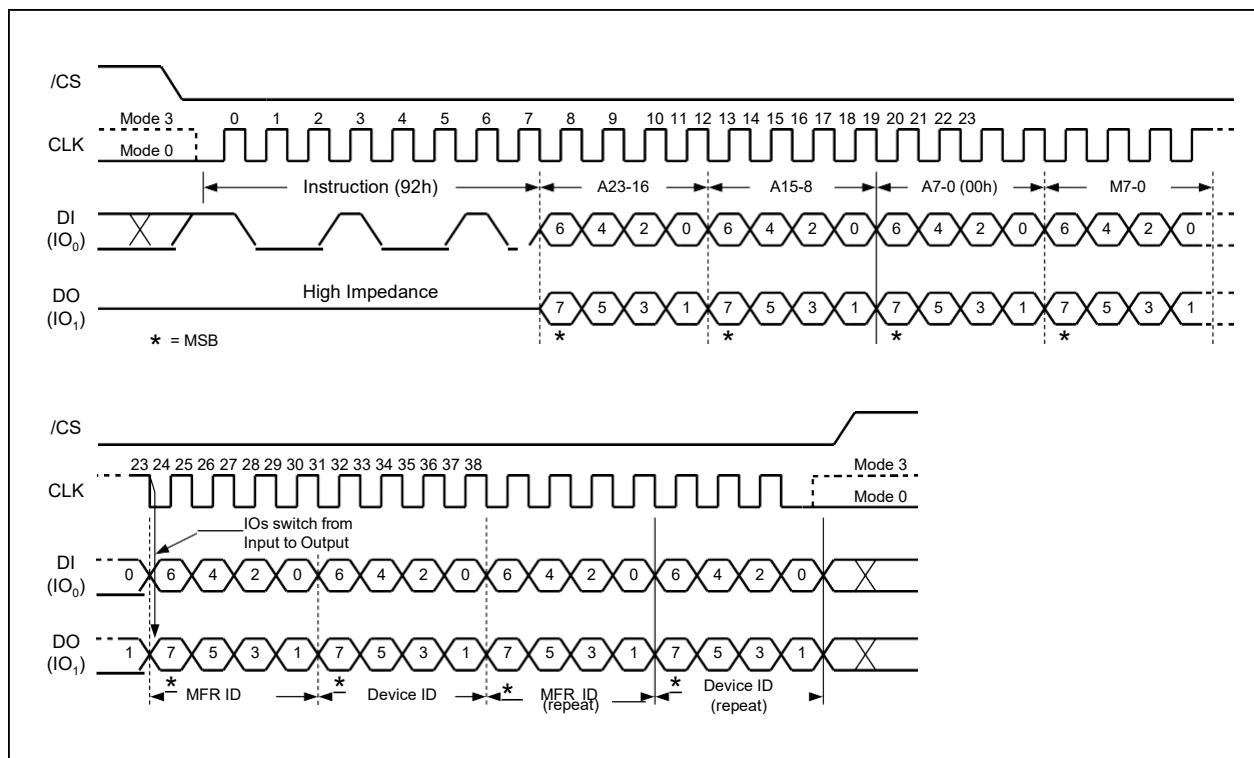 /CS
Mode 3 0 1 2 3 4 5 6 7 8 9 10 11 12 13 14 15 16 17 18 19 20 21 22 23
CLK
Mode 0
Instruction (92h) A23-16 A15-8 A7-0 (00h) M7-0
DI
(IO0)
6 4 2 0 6 4 2 0 6 4 2 0 6 4 2 0
High Impedance
DO
(IO1)
7 5 3 1 7 5 3 1 7 5 3 1 7 5 3 1
* * * *
* = MSB
/CS
23 24 25 26 27 28 29 30 31 32 33 34 35 36 37 38 Mode 3
CLK
Mode 0
IOs switch from
Input to Output
DI
(IO0)
0 6 4 2 0 6 4 2 0 6 4 2 0 6 4 2 0
DO
(IO1)
1 7 5 3 1 7 5 3 1 7 5 3 1 7 5 3 1
* * * *
MFR ID Device ID MFR ID Device ID
(repeat) (repeat)